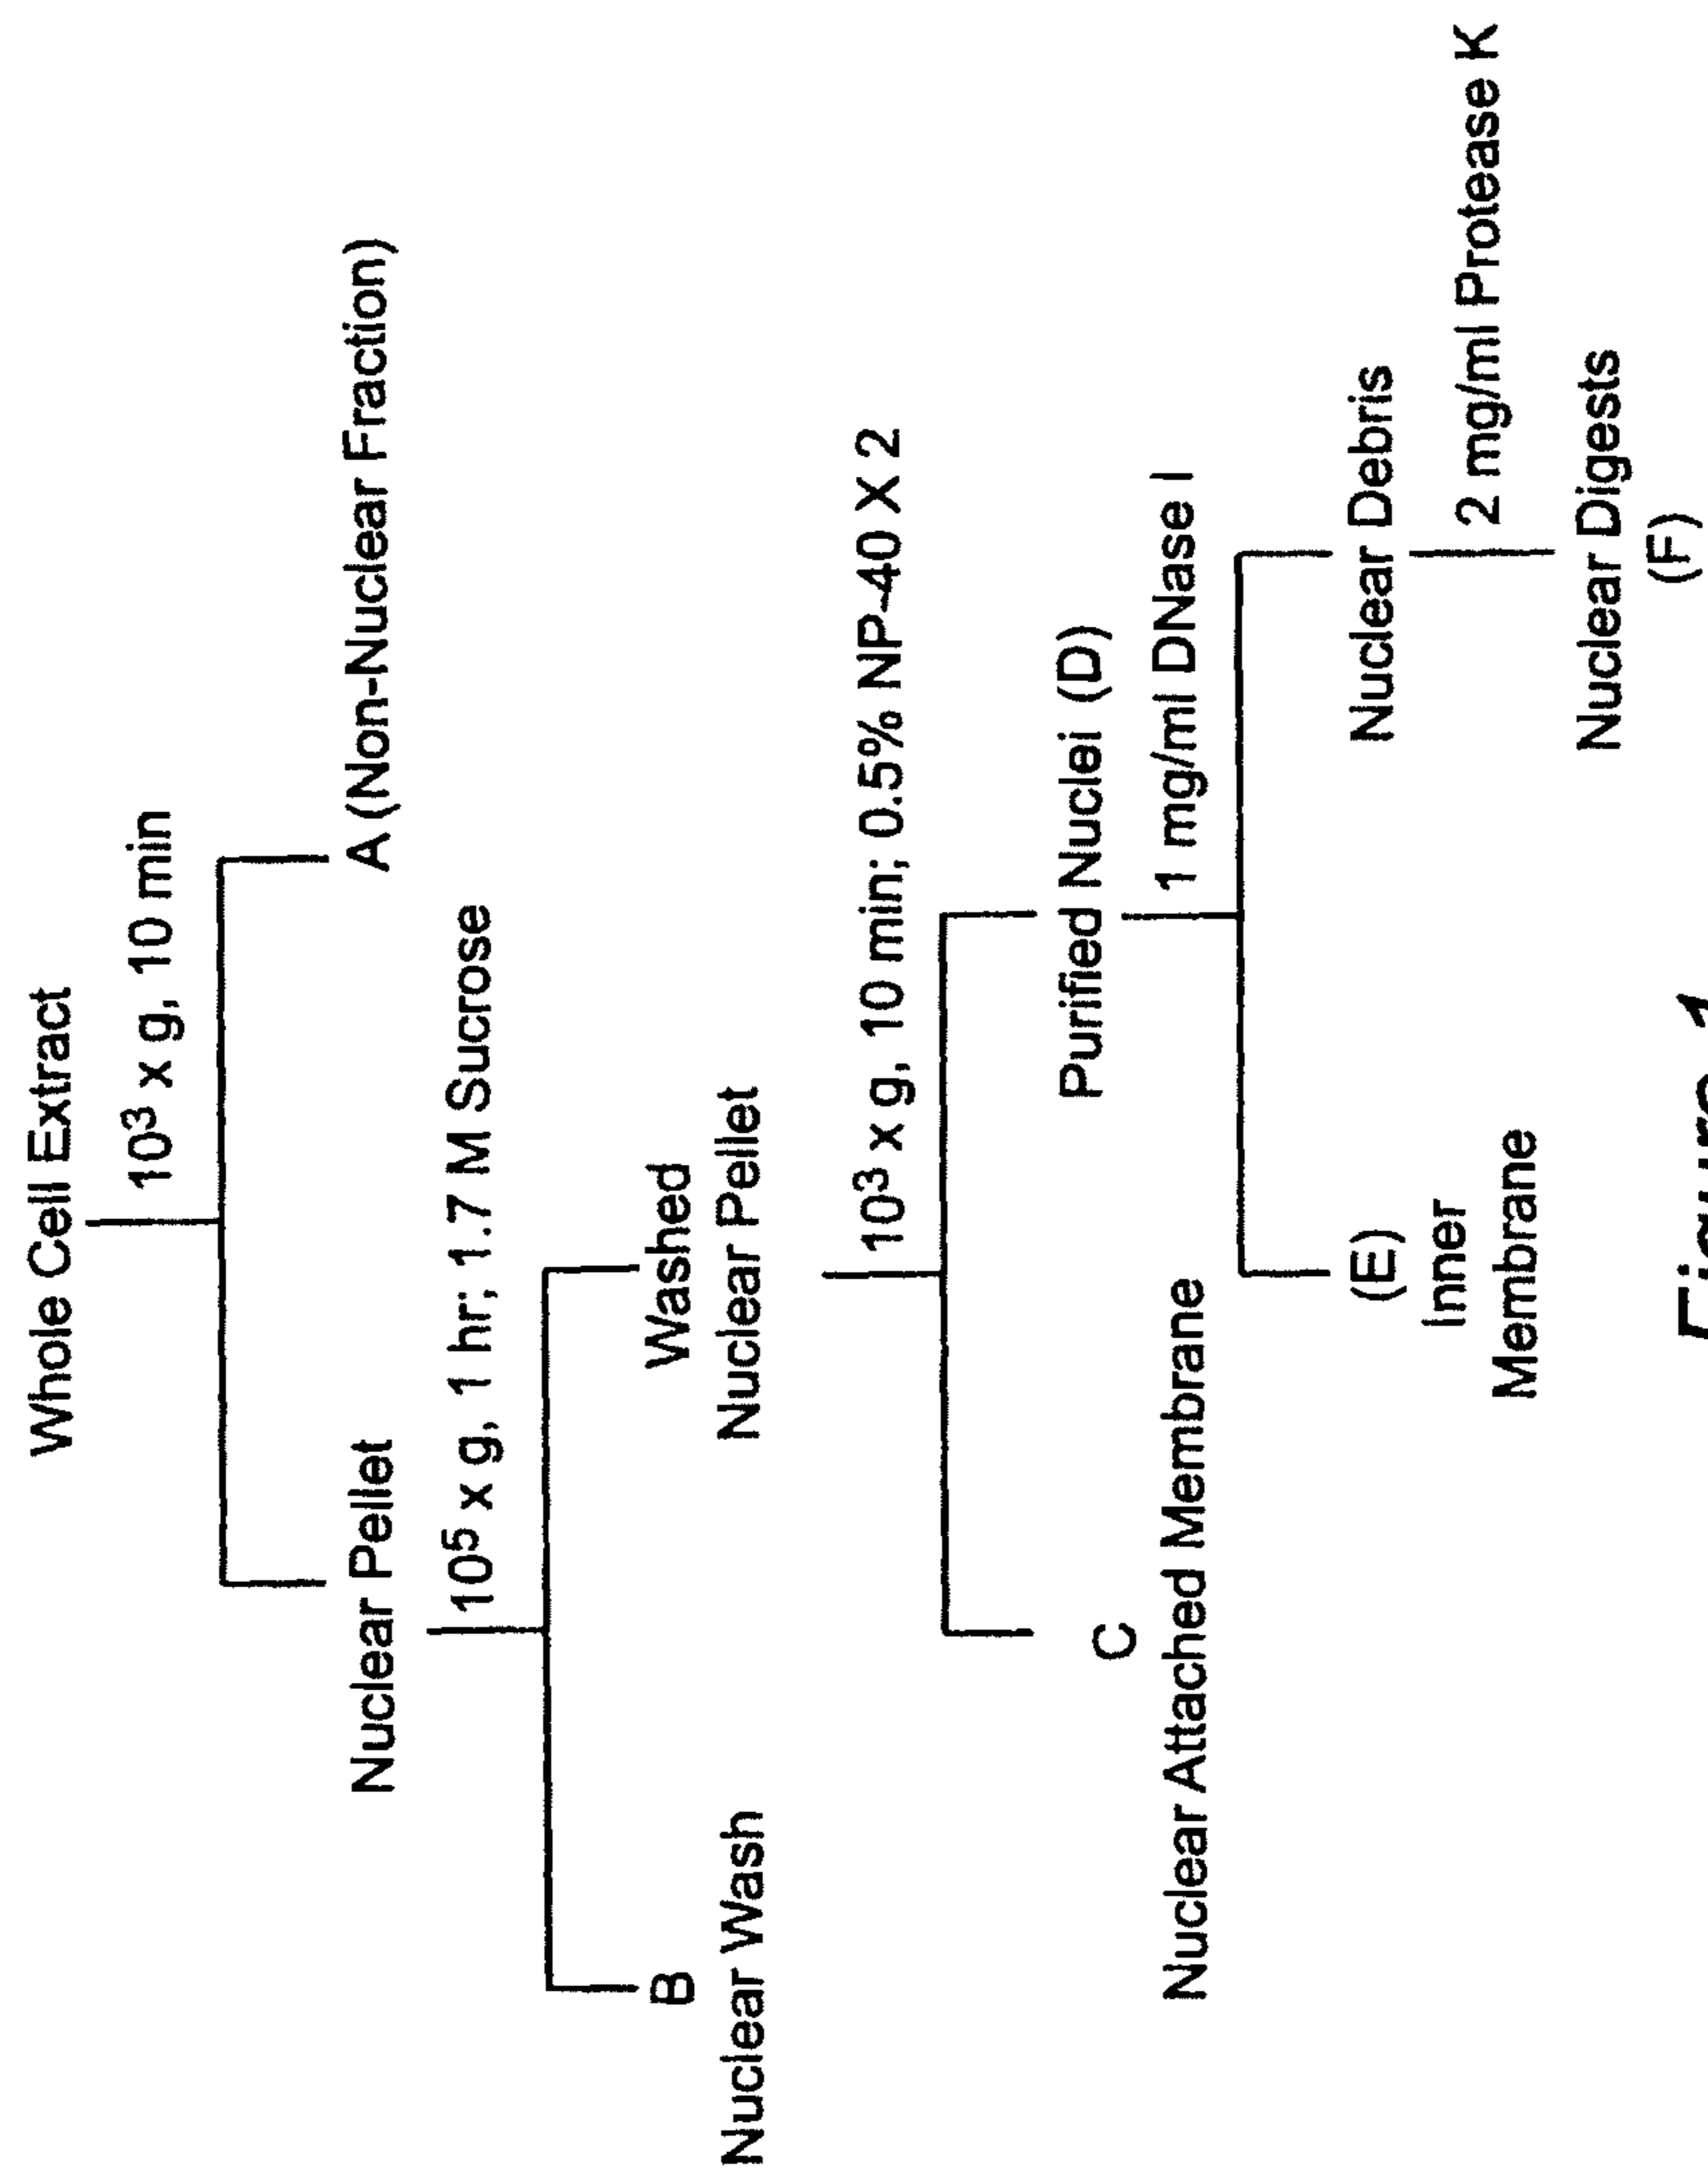 Whole Cell Extract
10³ x g, 10 min
Nuclear Pellet
A (Non-Nuclear Fraction)
10⁵ x g, 1 hr; 1.7 M Sucrose
B
Nuclear Wash
Washed
Nuclear Pellet
10³ x g, 10 min; 0.5% NP-40 X 2
C
Nuclear Attached Membrane
Purified Nuclei (D)
1 mg/ml DNase I
(E)
Inner
Membrane
Nuclear Debris
2 mg/ml Protease K
Nuclear Digests
(F)
Figure 1